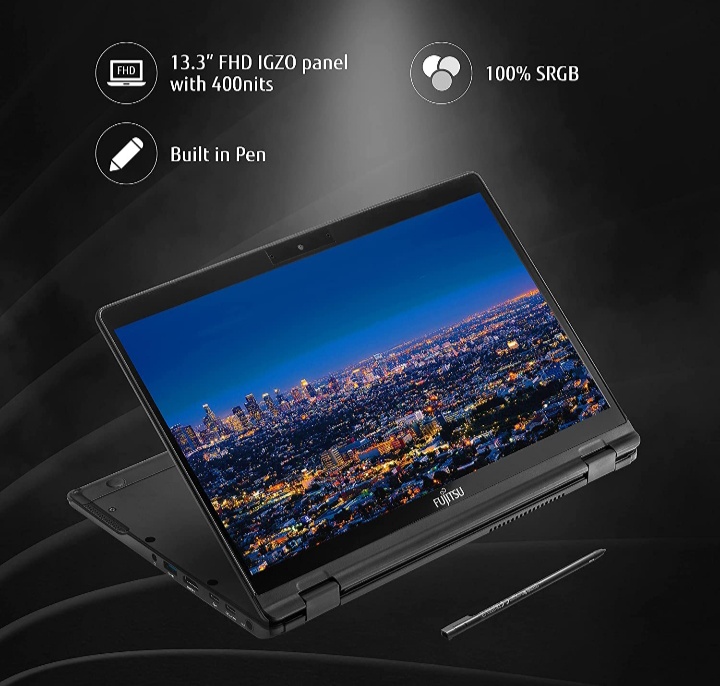 FHD
13.3" FHD IGZO panel
with 400nits
100% SRGB
Built in Pen
FUJITSU